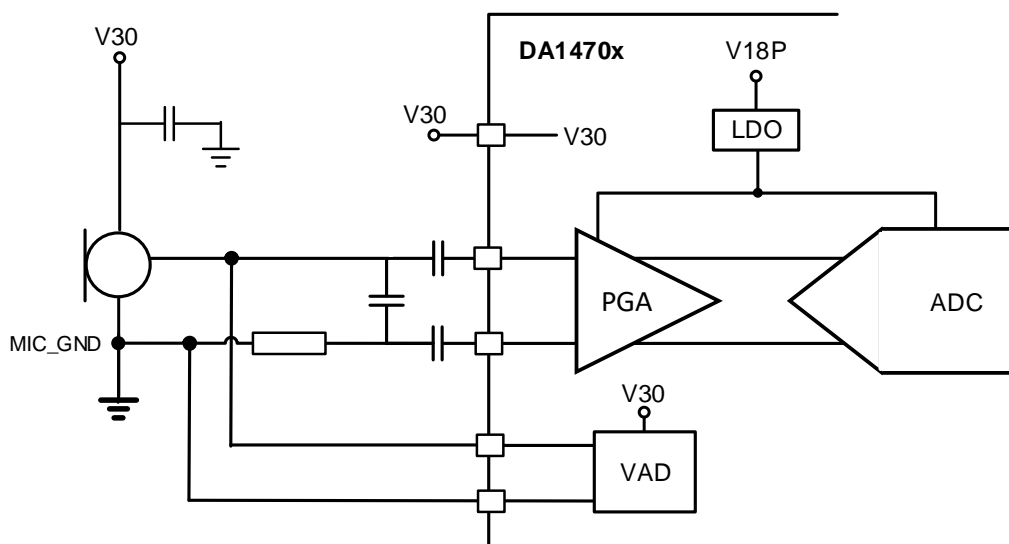 V30
DA1470x
V18P
V30
V30
LDO
PGA
ADC
MIC_GND
V30
VAD